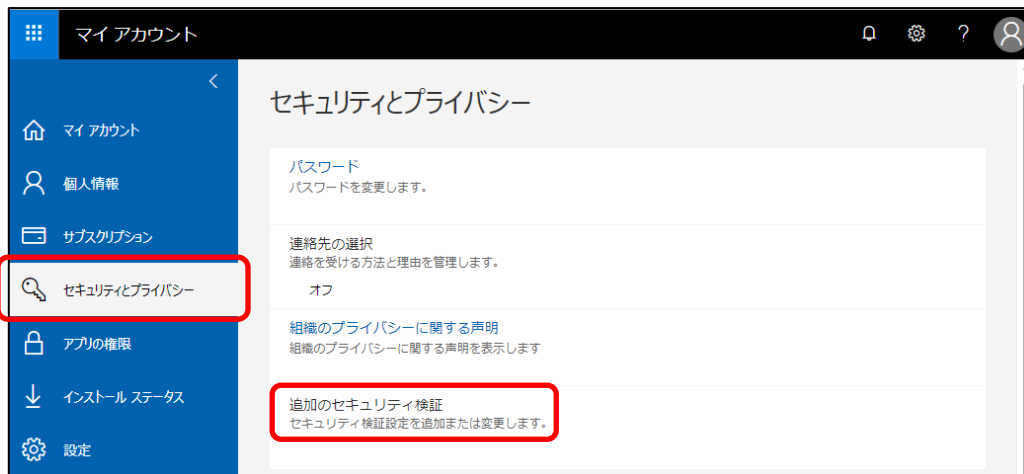 マイ アカウント
?
セキュリティとプライバシー
マイ アカウント
個人情報
サブスクリプション
セキュリティとプライバシー
アプリの権限
インストール ステータス
設定
パスワード
パスワードを変更します。
連絡先の選択
連絡を受ける方法と理由を管理します。
オフ
組織のプライバシーに関する声明
組織のプライバシーに関する声明を表示します
追加のセキュリティ検証
セキュリティ検証設定を追加または変更します。